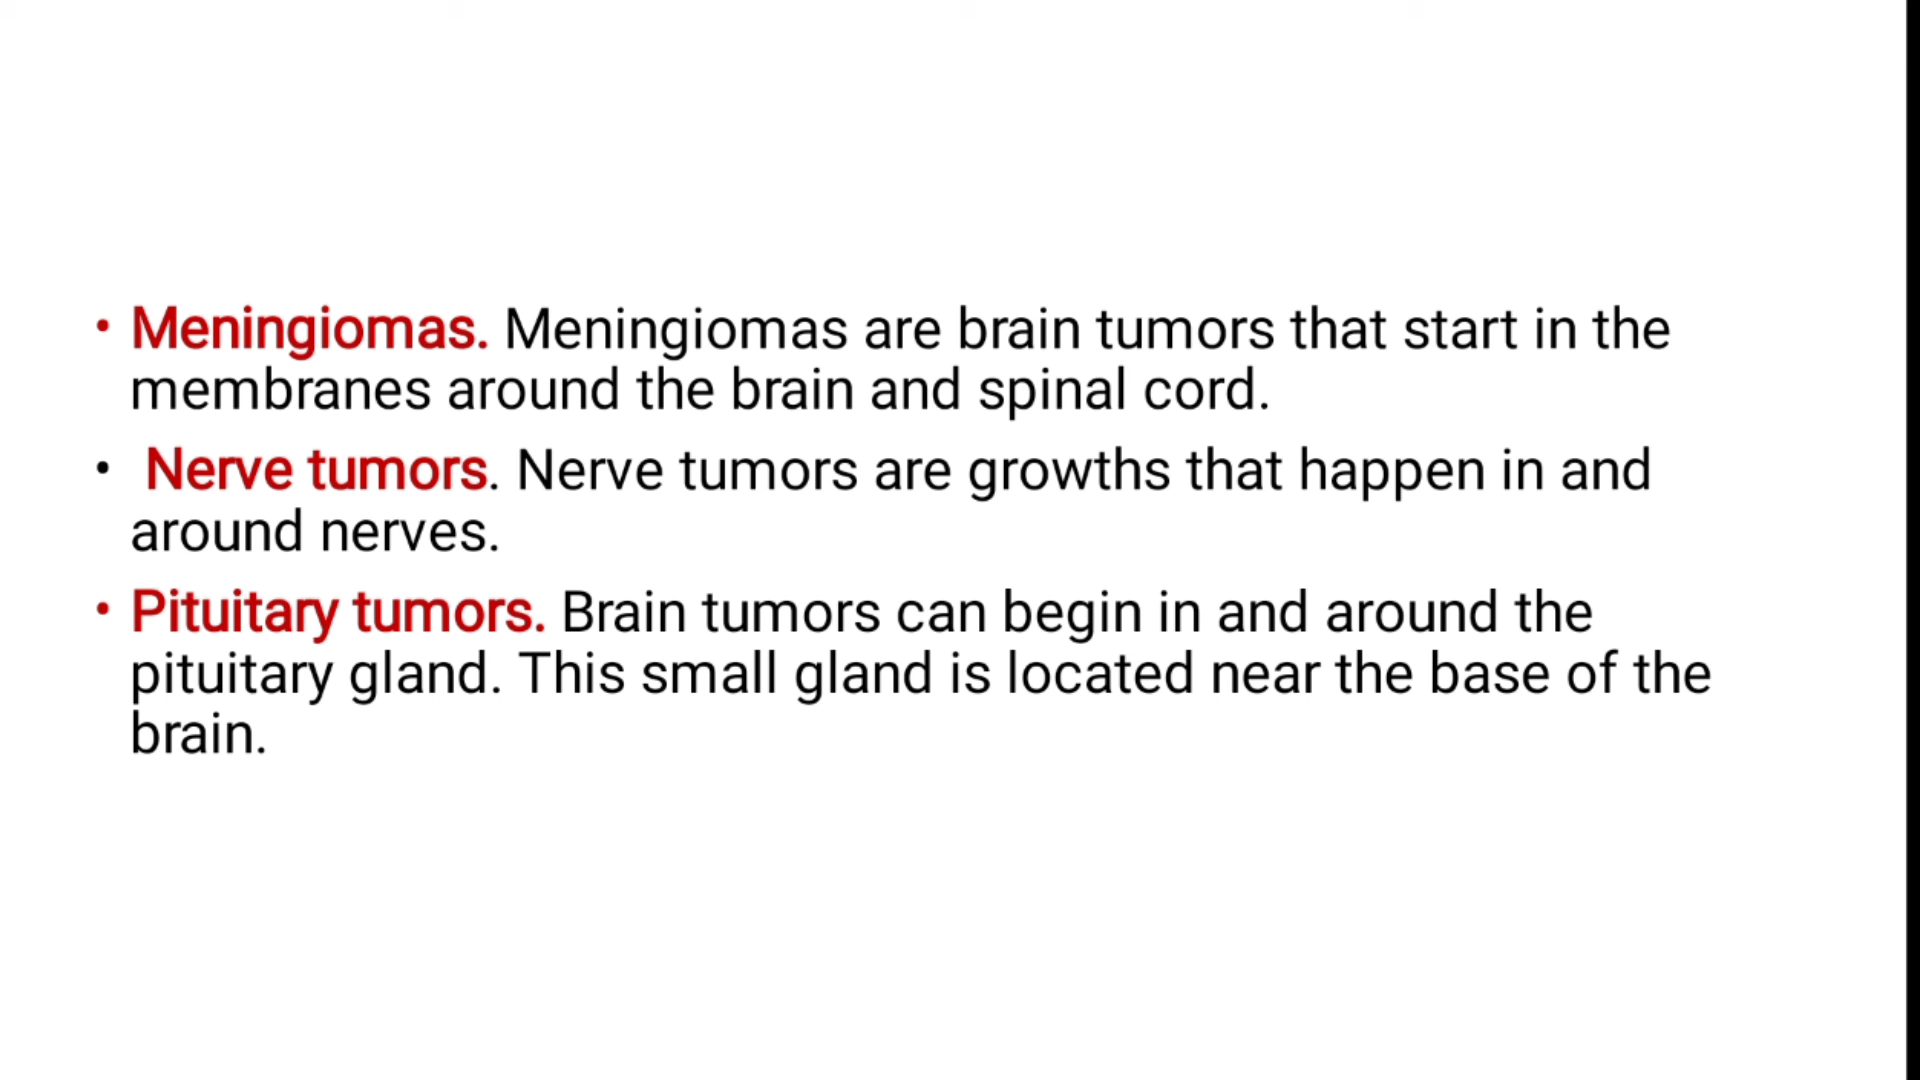 • Meningiomas. Meningiomas are brain tumors that start in the
membranes around the brain and spinal cord.
• Nerve tumors. Nerve tumors are growths that happen in and
around nerves.
• Pituitary tumors. Brain tumors can begin in and around the
pituitary gland. This small gland is located near the base of the
brain.